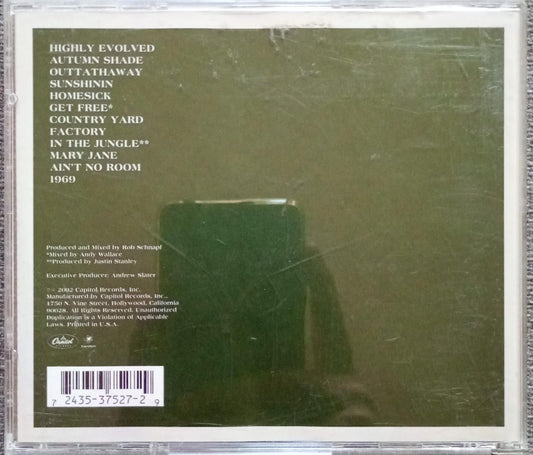 HIGHLY EVOLVED
AUTUMN SHADE
OUTTATHAWAY
SUNSHININ
HOMESICK
GET FREE*
COUNTRY YARD
FACTORY
IN THE JUNGLE**
MARY JANE
AIN'T NO ROOM
1969
Produced and Mixed by Rob Schnapf
*Mixed by Andy Wallace
**Produced by Justin Stanley
Executive Producer: Andrew Slater
℗© 2002 Capitol Records, Inc.
Manufactured by Capitol Records, Inc.,
1750 N. Vine Street, Hollywood, California
90028. All Rights Reserved. Unauthorized
Duplication is a Violation of Applicable
Laws. Printed in U.S.A.
Capitol
7 2435-37527-2 9